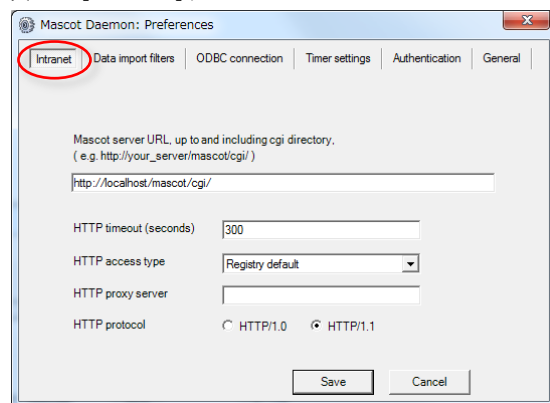 Mascot Daemon: Preferences
Intranet Data import filters ODBC connection Timer settings Authentication General
Mascot server URL, up to and including cgi directory,
( e.g. http://your_server/mascot/cgi/ )
http://localhost/mascot/cgi/
HTTP timeout (seconds) 300
HTTP access type Registry default
HTTP proxy server
HTTP protocol HTTP/1.0 HTTP/1.1
Save Cancel